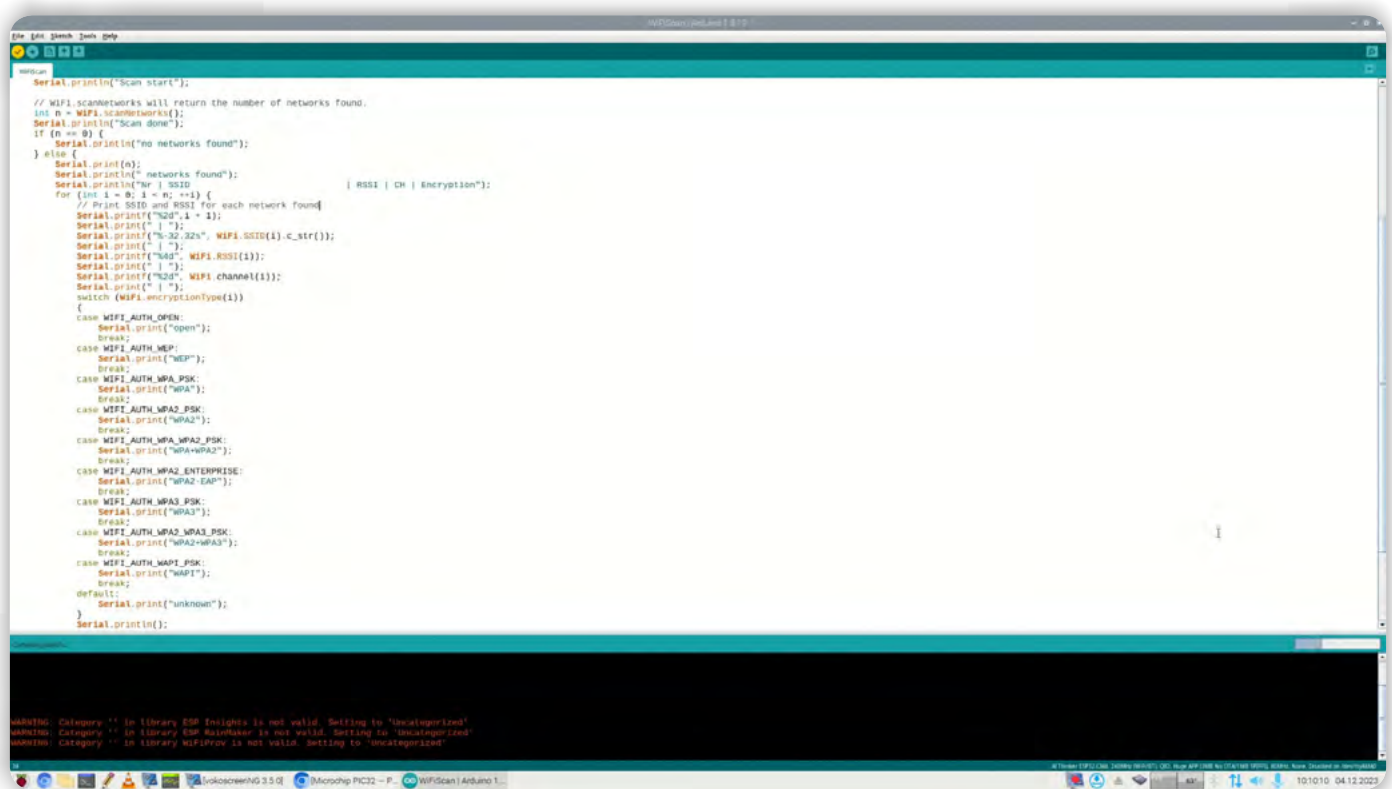 File Edit Sketch Tools Help
WiFiScan
Serial.println("Scan start");
// WiFi.scanNetworks will return the number of networks found.
int n = WiFi.scanNetworks();
Serial.println("Scan done");
if (n == 0) {
Serial.println("no networks found");
} else {
Serial.print(n);
Serial.println(" networks found");
Serial.println("Nr | SSID                             | RSSI | CH | Encryption");
for (int i = 0; i < n; ++i) {
// Print SSID and RSSI for each network found
Serial.printf("%2d",i + 1);
Serial.print(" | ");
Serial.printf("%-32.32s", WiFi.SSID(i).c_str());
Serial.print(" | ");
Serial.printf("%4d", WiFi.RSSI(i));
Serial.print(" | ");
Serial.printf("%2d", WiFi.channel(i));
Serial.print(" | ");
switch (WiFi.encryptionType(i))
{
case WIFI_AUTH_OPEN:
Serial.print("open");
break;
case WIFI_AUTH_WEP:
Serial.print("WEP");
break;
case WIFI_AUTH_WPA_PSK:
Serial.print("WPA");
break;
case WIFI_AUTH_WPA2_PSK:
Serial.print("WPA2");
break;
case WIFI_AUTH_WPA_WPA2_PSK:
Serial.print("WPA+WPA2");
break;
case WIFI_AUTH_WPA2_ENTERPRISE:
Serial.print("WPA2-EAP");
break;
case WIFI_AUTH_WPA3_PSK:
Serial.print("WPA3");
break;
case WIFI_AUTH_WPA2_WPA3_PSK:
Serial.print("WPA2+WPA3");
break;
case WIFI_AUTH_WAPI_PSK:
Serial.print("WAPI");
break;
default:
Serial.print("unknown");
}
Serial.println();
WARNING: Category '' in library ESP Insights is not valid. Setting to 'Uncategorized'
WARNING: Category '' in library ESP RainMaker is not valid. Setting to 'Uncategorized'
WARNING: Category '' in library WiFiProv is not valid. Setting to 'Uncategorized'
[vokoscreenNG 3.5.0] [Microchip PIC32 – P... WiFiScan | Arduino 1... 10:10:10 04.12.2023